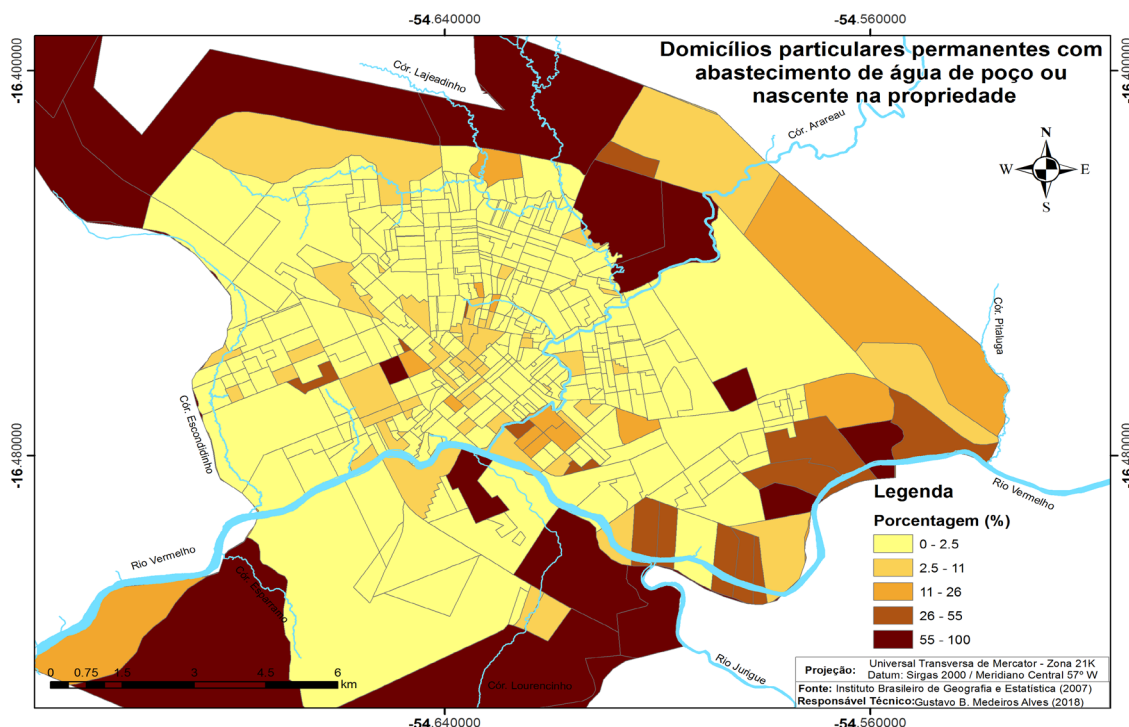 -54.640000
-54.560000
Domicílios particulares permanentes com
abastecimento de água de poço ou
nascente na propriedade
-16.400000
-16.400000
Cór. Lajeadinho
Cór. Arareau
N
W
E
S
Cór. Pitaluga
Cór. Escondidinho
-16.480000
-16.480000
Rio Vermelho
Rio Vermelho
Rio Jurigue
Cór. Lourencinho
Legenda
Porcentagem (%)
0 - 2.5
2.5 - 11
11 - 26
26 - 55
55 - 100
0 0.75 1.5 3 4.5 6
km
Projeção: Universal Transversa de Mercator - Zona 21K
Datum: Sirgas 2000 / Meridiano Central 57º W
Fonte: Instituto Brasileiro de Geografia e Estatística (2007)
Responsável Técnico:Gustavo B. Medeiros Alves (2018)
-54.640000
-54.560000